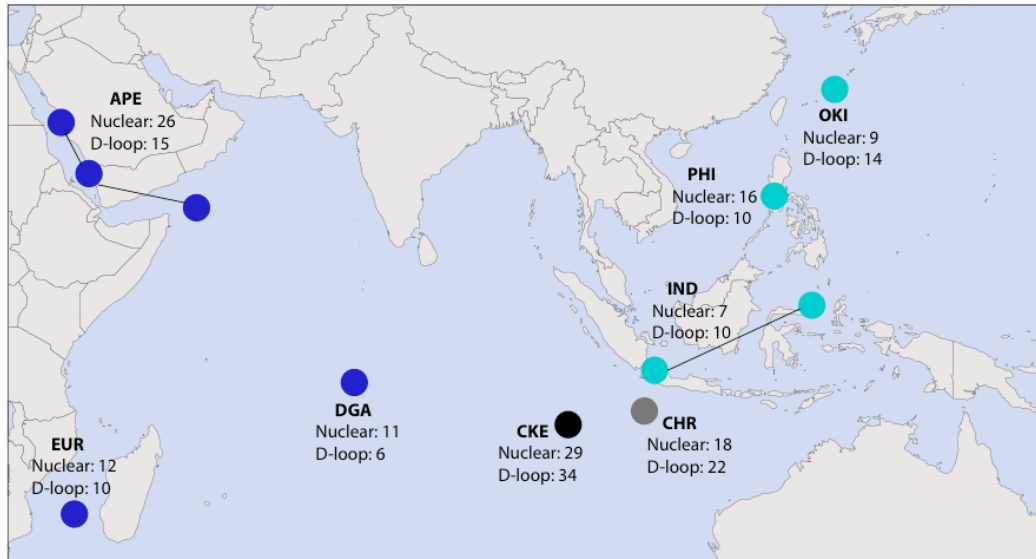 APE
Nuclear: 26
D-loop: 15
OKI
Nuclear: 9
D-loop: 14
PHI
Nuclear: 16
D-loop: 10
IND
Nuclear: 7
D-loop: 10
DGA
Nuclear: 11
D-loop: 6
CKE
Nuclear: 29
D-loop: 34
CHR
Nuclear: 18
D-loop: 22
EUR
Nuclear: 12
D-loop: 10